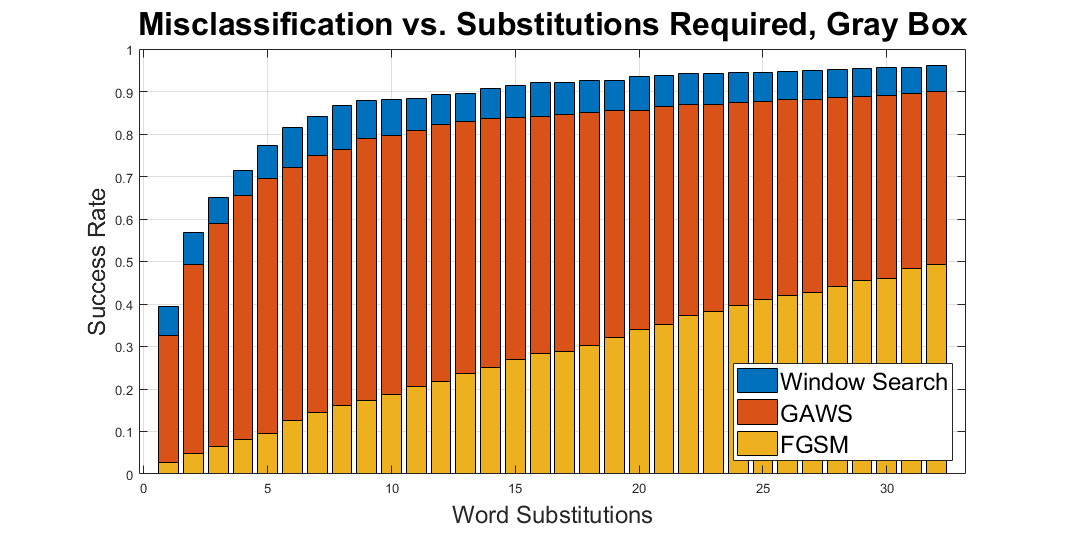 Misclassification vs. Substitutions Required, Gray Box
1
0.9
0.8
0.7
0.6
0.5
0.4
0.3
0.2
0.1
0
Success Rate
Window Search
GAWS
FGSM
0 5 10 15 20 25 30
Word Substitutions